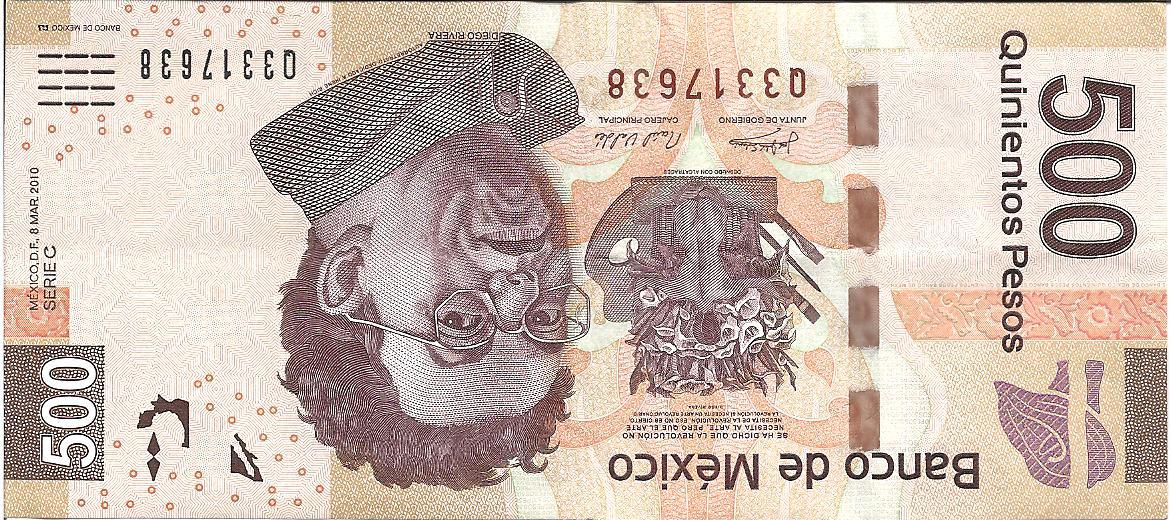 Banco de México
SE HA DICHO QUE LA REVOLUCIÓN NO
NECESITA AL ARTE, PERO QUE EL ARTE
NECESITA DE LA REVOLUCIÓN. ESO NO ES CIERTO
LA REVOLUCIÓN SÍ NECESITA UN ARTE REVOLUCIONARIO
DIEGO RIVERA
DESNUDO CON ALCATRACES
JUNTA DE GOBIERNO
CAJERO PRINCIPAL
Q3317638
DIEGO RIVERA
500
Quinientos Pesos
500
MÉXICO, D.F., 8 MAR. 2010
SERIE C
Q3317638
BANCO DE MÉXICO